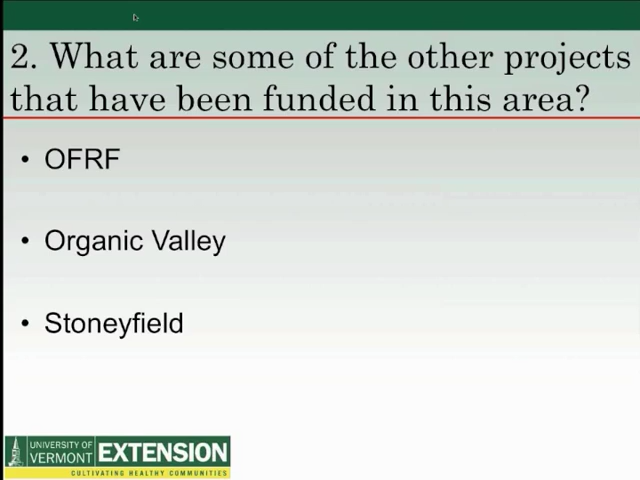 2. What are some of the other projects
that have been funded in this area?
• OFRF
• Organic Valley
• Stoneyfield
UNIVERSITY OF
VERMONT EXTENSION
CULTIVATING HEALTHY COMMUNITIES